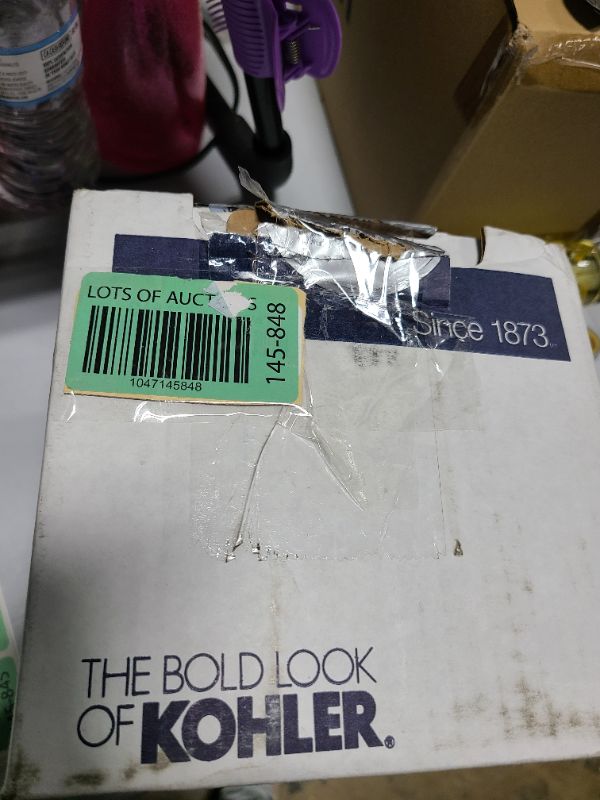 LOTS OF AUCT S
1047145848
145-848
Since 1873.
THE BOLD LOOK
OF KOHLER®